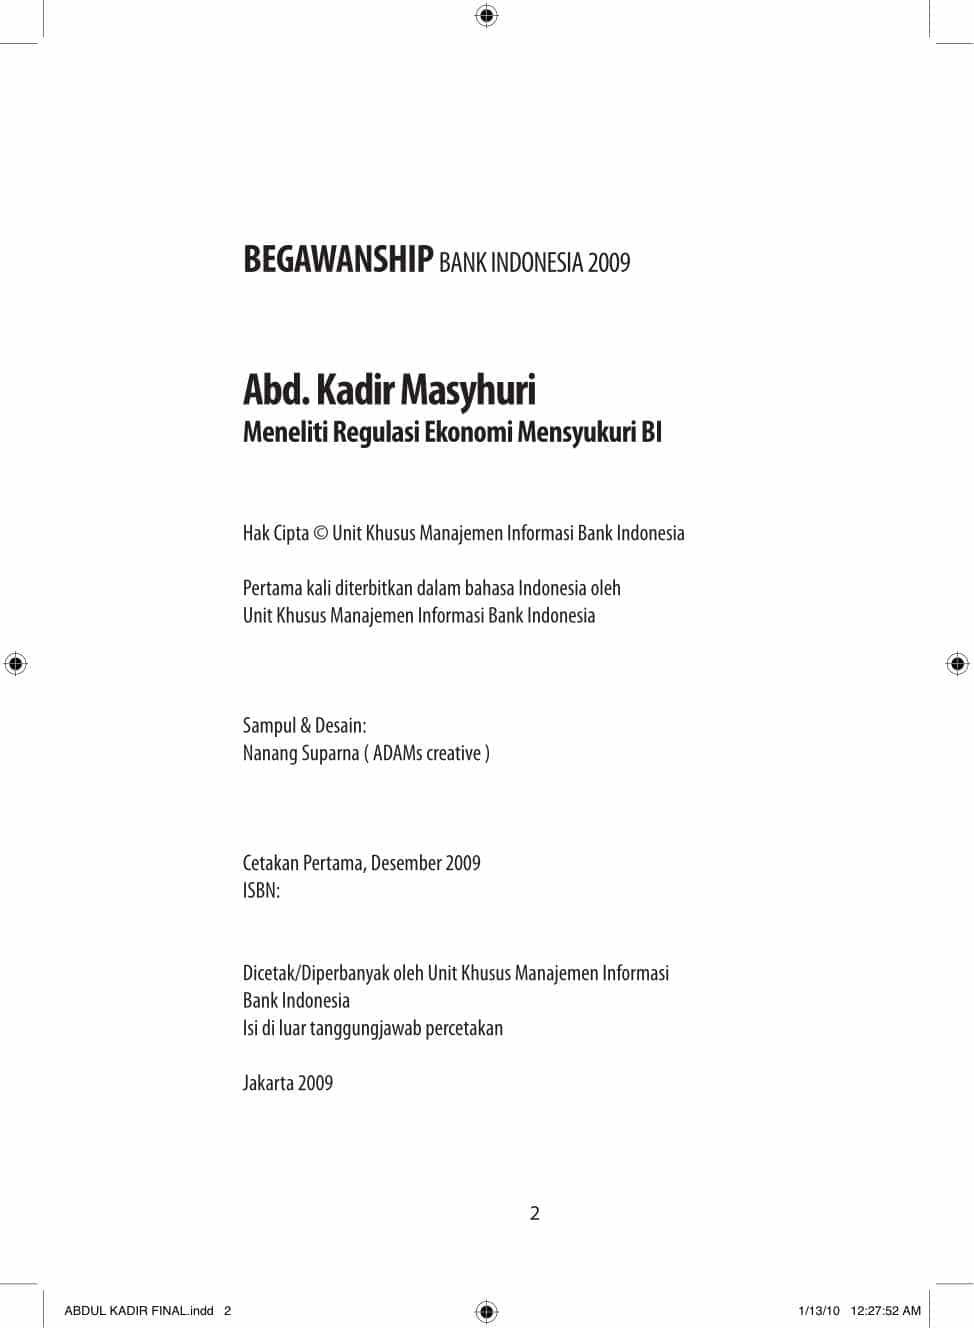 BEGAWANSHIP BANK INDONESIA 2009
Abd. Kadir Masyhuri
Meneliti Regulasi Ekonomi Mensyukuri BI
Hak Cipta © Unit Khusus Manajemen Informasi Bank Indonesia
Pertama kali diterbitkan dalam bahasa Indonesia oleh
Unit Khusus Manajemen Informasi Bank Indonesia
Sampul & Desain:
Nanang Suparna ( ADAMs creative )
Cetakan Pertama, Desember 2009
ISBN:
Dicetak/Diperbanyak oleh Unit Khusus Manajemen Informasi
Bank Indonesia
Isi di luar tanggungjawab percetakan
Jakarta 2009
2
ABDUL KADIR FINAL.indd   2
1/13/10   12:27:52 AM